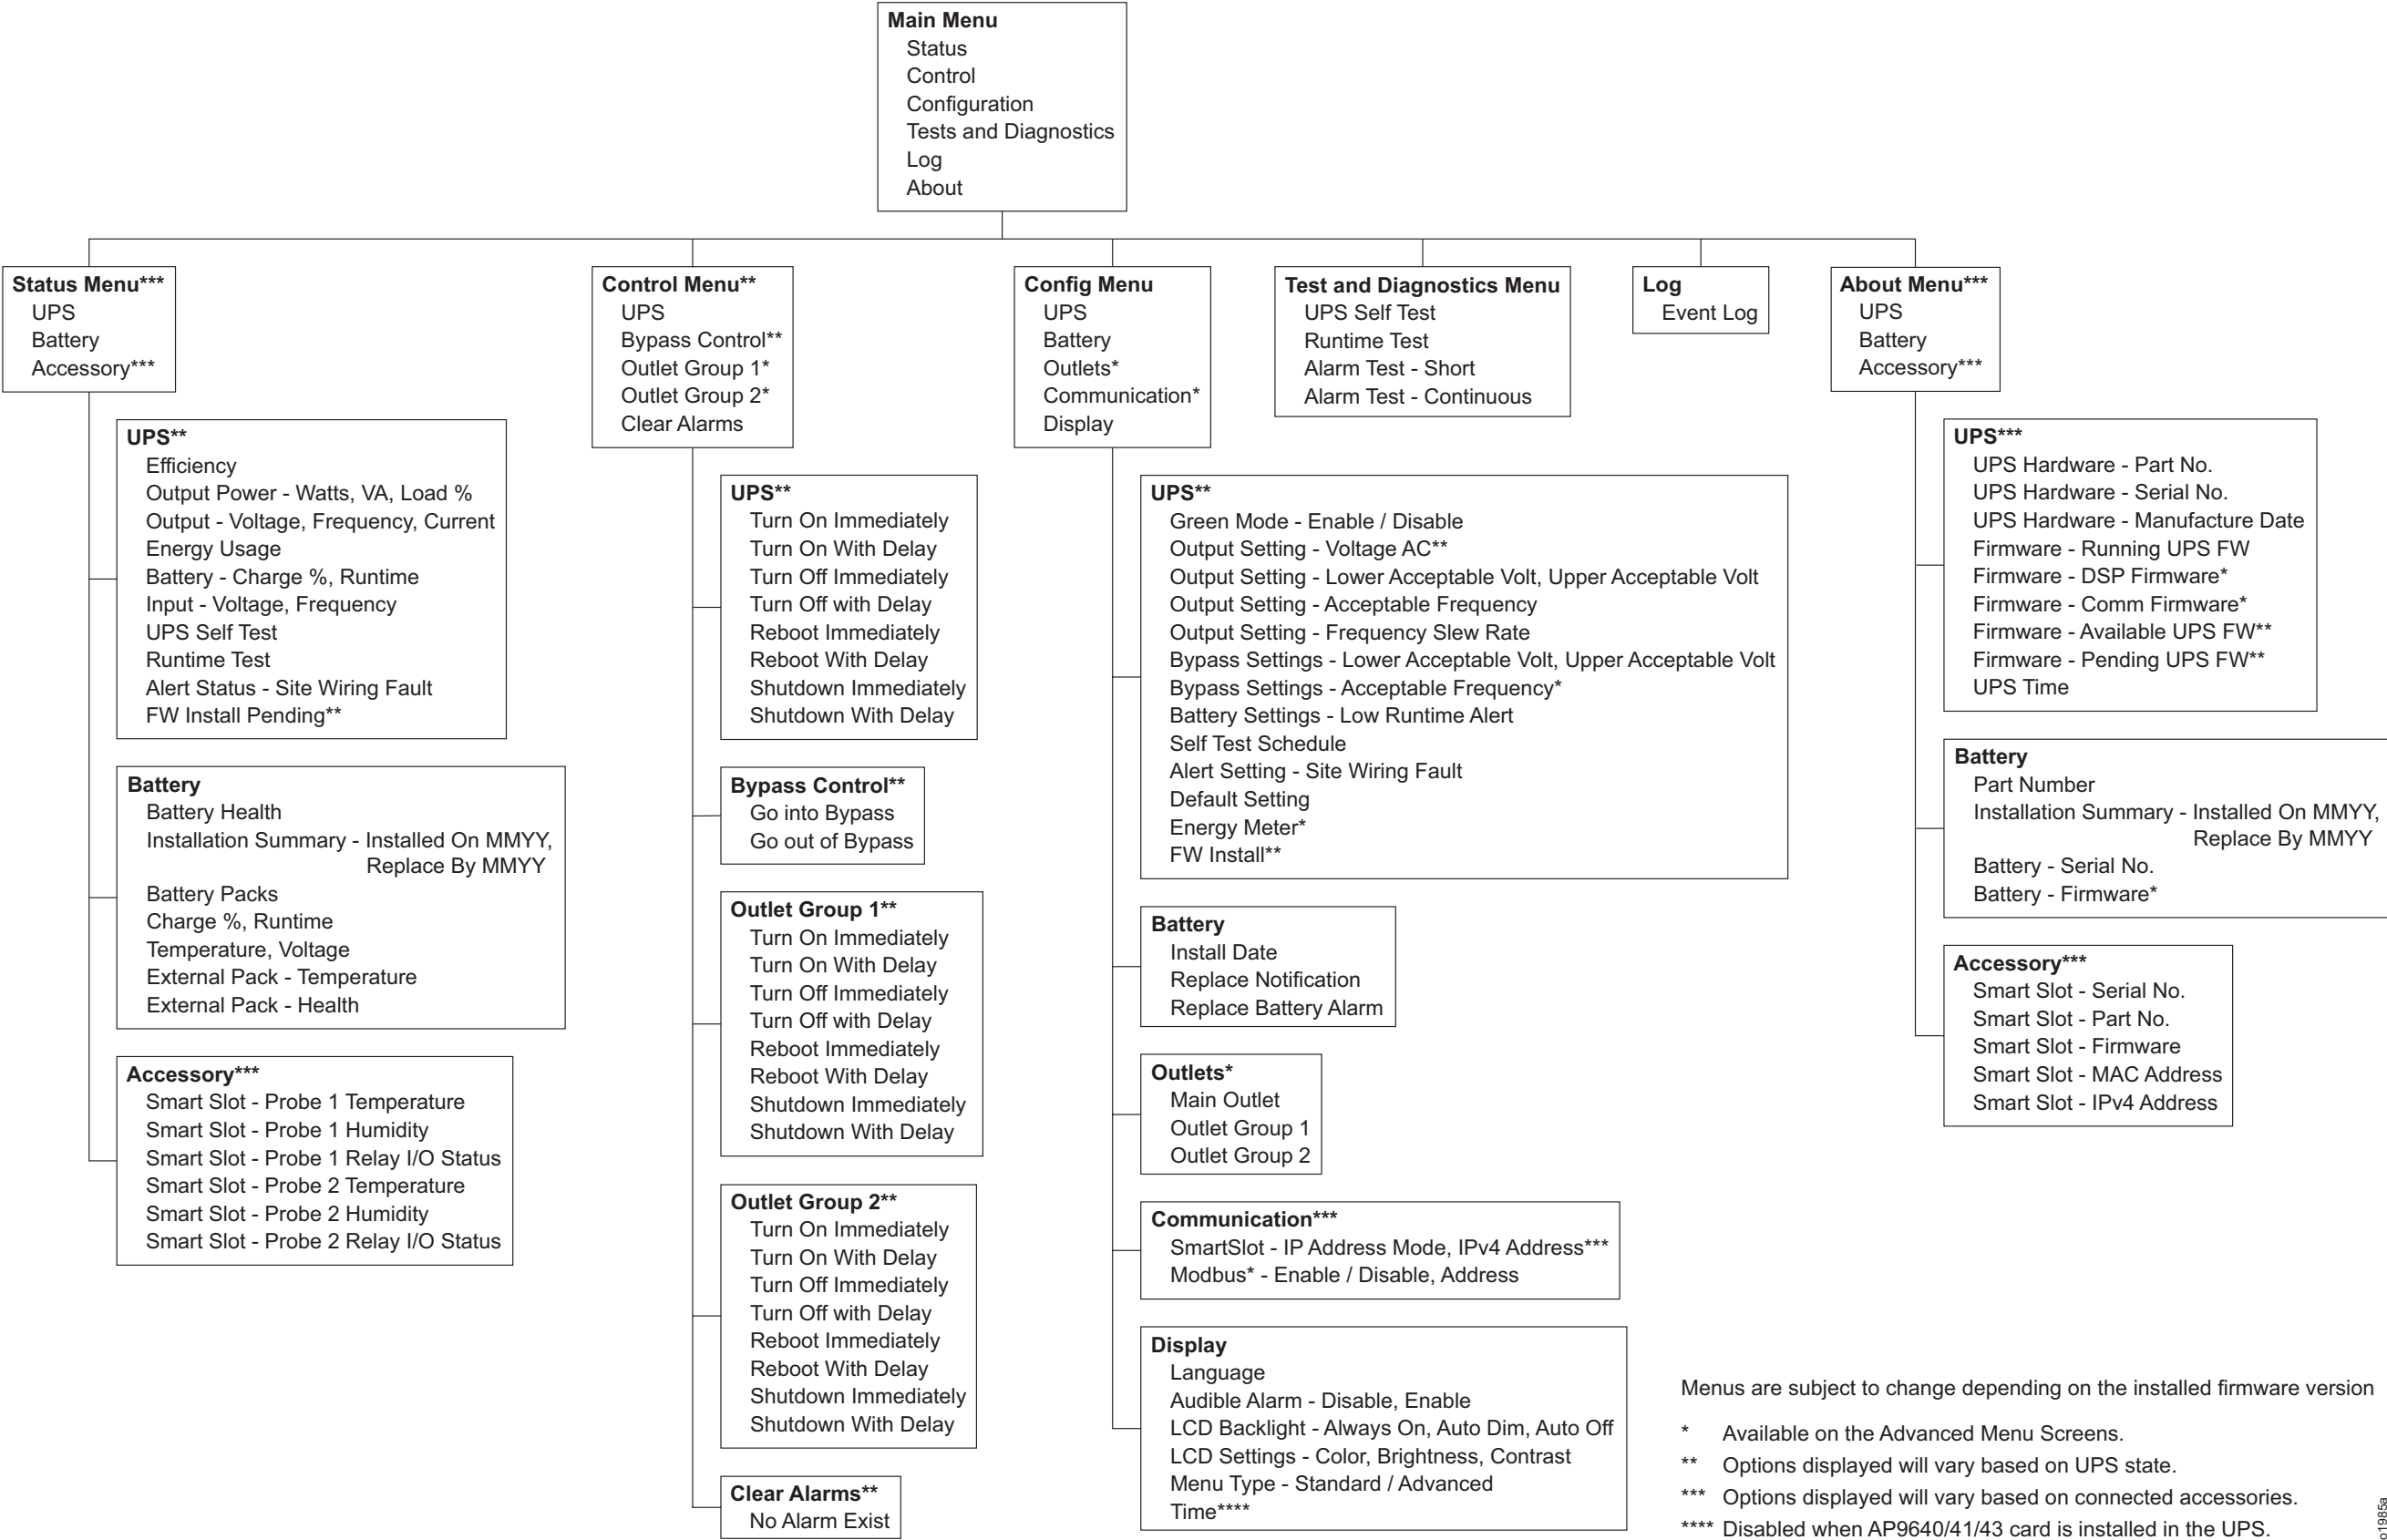 Main Menu
Status
Control
Configuration
Tests and Diagnostics
Log
About
Status Menu***
UPS
Battery
Accessory***
UPS**
Efficiency
Output Power - Watts, VA, Load %
Output - Voltage, Frequency, Current
Energy Usage
Battery - Charge %, Runtime
Input - Voltage, Frequency
UPS Self Test
Runtime Test
Alert Status - Site Wiring Fault
FW Install Pending**
Battery
Battery Health
Installation Summary - Installed On MMYY,
Replace By MMYY
Battery Packs
Charge %, Runtime
Temperature, Voltage
External Pack - Temperature
External Pack - Health
Accessory***
Smart Slot - Probe 1 Temperature
Smart Slot - Probe 1 Humidity
Smart Slot - Probe 1 Relay I/O Status
Smart Slot - Probe 2 Temperature
Smart Slot - Probe 2 Humidity
Smart Slot - Probe 2 Relay I/O Status
Control Menu**
UPS
Bypass Control**
Outlet Group 1*
Outlet Group 2*
Clear Alarms
UPS**
Turn On Immediately
Turn On With Delay
Turn Off Immediately
Turn Off with Delay
Reboot Immediately
Reboot With Delay
Shutdown Immediately
Shutdown With Delay
Bypass Control**
Go into Bypass
Go out of Bypass
Outlet Group 1**
Turn On Immediately
Turn On With Delay
Turn Off Immediately
Turn Off with Delay
Reboot Immediately
Reboot With Delay
Shutdown Immediately
Shutdown With Delay
Outlet Group 2**
Turn On Immediately
Turn On With Delay
Turn Off Immediately
Turn Off with Delay
Reboot Immediately
Reboot With Delay
Shutdown Immediately
Shutdown With Delay
Clear Alarms**
No Alarm Exist
Config Menu
UPS
Battery
Outlets*
Communication*
Display
UPS**
Green Mode - Enable / Disable
Output Setting - Voltage AC**
Output Setting - Lower Acceptable Volt, Upper Acceptable Volt
Output Setting - Acceptable Frequency
Output Setting - Frequency Slew Rate
Bypass Settings - Lower Acceptable Volt, Upper Acceptable Volt
Bypass Settings - Acceptable Frequency*
Battery Settings - Low Runtime Alert
Self Test Schedule
Alert Setting - Site Wiring Fault
Default Setting
Energy Meter*
FW Install**
Battery
Install Date
Replace Notification
Replace Battery Alarm
Outlets*
Main Outlet
Outlet Group 1
Outlet Group 2
Communication***
SmartSlot - IP Address Mode, IPv4 Address***
Modbus* - Enable / Disable, Address
Display
Language
Audible Alarm - Disable, Enable
LCD Backlight - Always On, Auto Dim, Auto Off
LCD Settings - Color, Brightness, Contrast
Menu Type - Standard / Advanced
Time****
Test and Diagnostics Menu
UPS Self Test
Runtime Test
Alarm Test - Short
Alarm Test - Continuous
Log
Event Log
About Menu***
UPS
Battery
Accessory***
UPS***
UPS Hardware - Part No.
UPS Hardware - Serial No.
UPS Hardware - Manufacture Date
Firmware - Running UPS FW
Firmware - DSP Firmware*
Firmware - Comm Firmware*
Firmware - Available UPS FW**
Firmware - Pending UPS FW**
UPS Time
Battery
Part Number
Installation Summary - Installed On MMYY,
Replace By MMYY
Battery - Serial No.
Battery - Firmware*
Accessory***
Smart Slot - Serial No.
Smart Slot - Part No.
Smart Slot - Firmware
Smart Slot - MAC Address
Smart Slot - IPv4 Address
Menus are subject to change depending on the installed firmware version
* Available on the Advanced Menu Screens.
** Options displayed will vary based on UPS state.
*** Options displayed will vary based on connected accessories.
**** Disabled when AP9640/41/43 card is installed in the UPS.
o1985a